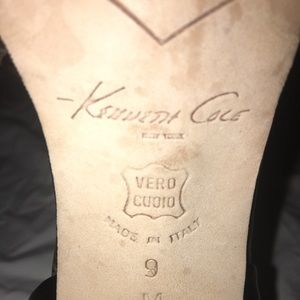 Kenneth Cole
NEW YORK
VERO
CUOIO
MADE IN ITALY
9
M